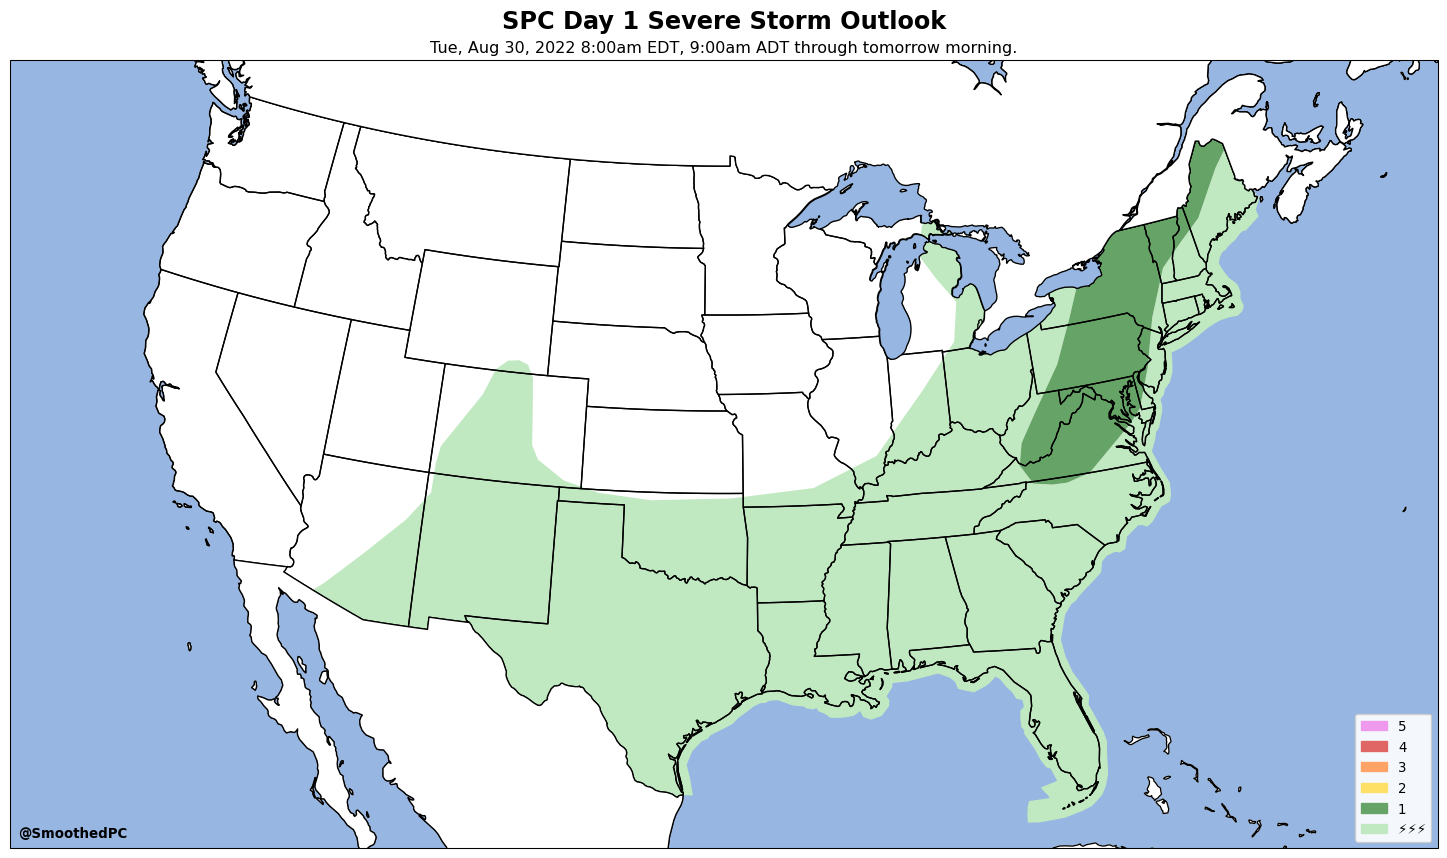 SPC Day 1 Severe Storm Outlook
Tue, Aug 30, 2022 8:00am EDT, 9:00am ADT through tomorrow morning.
5
4
3
2
1
⚡⚡⚡
@SmoothedPC